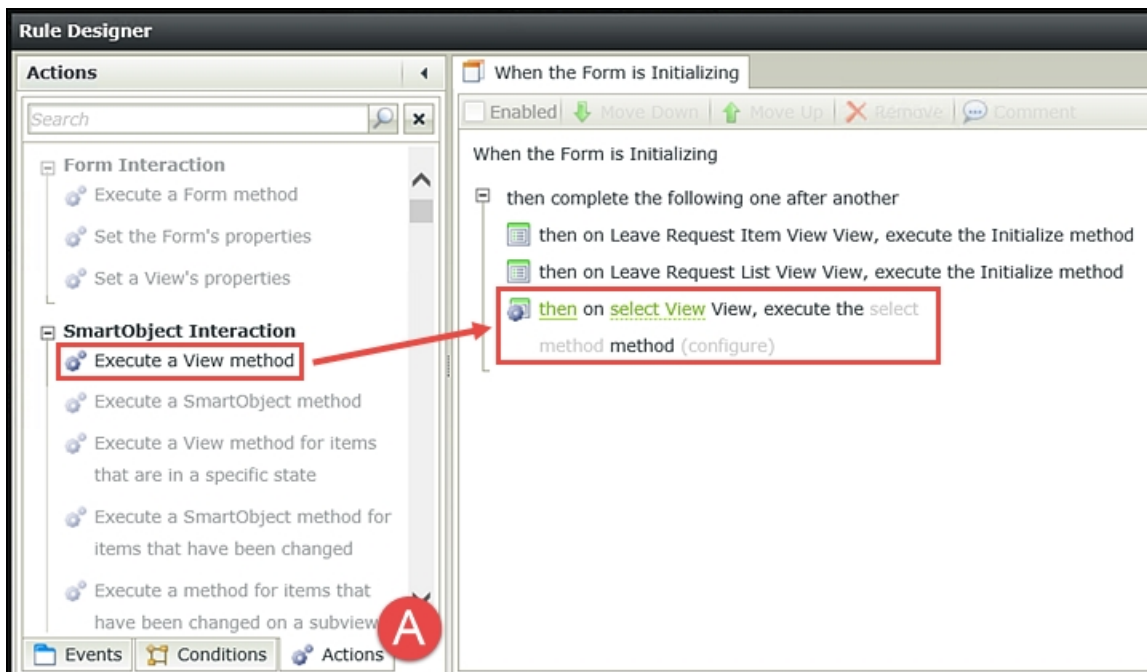 Rule Designer
Actions
Search
Form Interaction
Execute a Form method
Set the Form's properties
Set a View's properties
SmartObject Interaction
Execute a View method
Execute a SmartObject method
Execute a View method for items
that are in a specific state
Execute a SmartObject method for
items that have been changed
Execute a method for items that
have been changed on a subview
A
Events
Conditions
Actions
When the Form is Initializing
Enabled
Move Down
Move Up
Remove
Comment
When the Form is Initializing
then complete the following one after another
then on Leave Request Item View View, execute the Initialize method
then on Leave Request List View View, execute the Initialize method
then on select View View, execute the select
method method (configure)